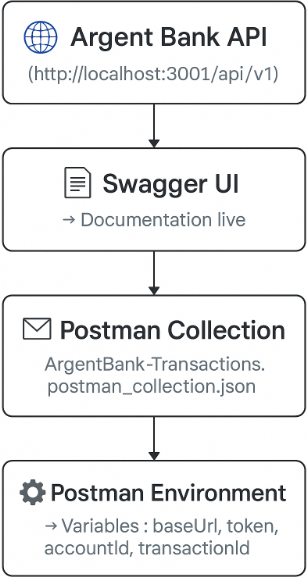 Argent Bank API
(http://localhost:3001/api/v1)
Swagger UI
→ Documentation live
Postman Collection
ArgentBank-Transactions.
postman_collection.json
Postman Environment
→ Variables : baseUrl, token,
accountId, transactionId